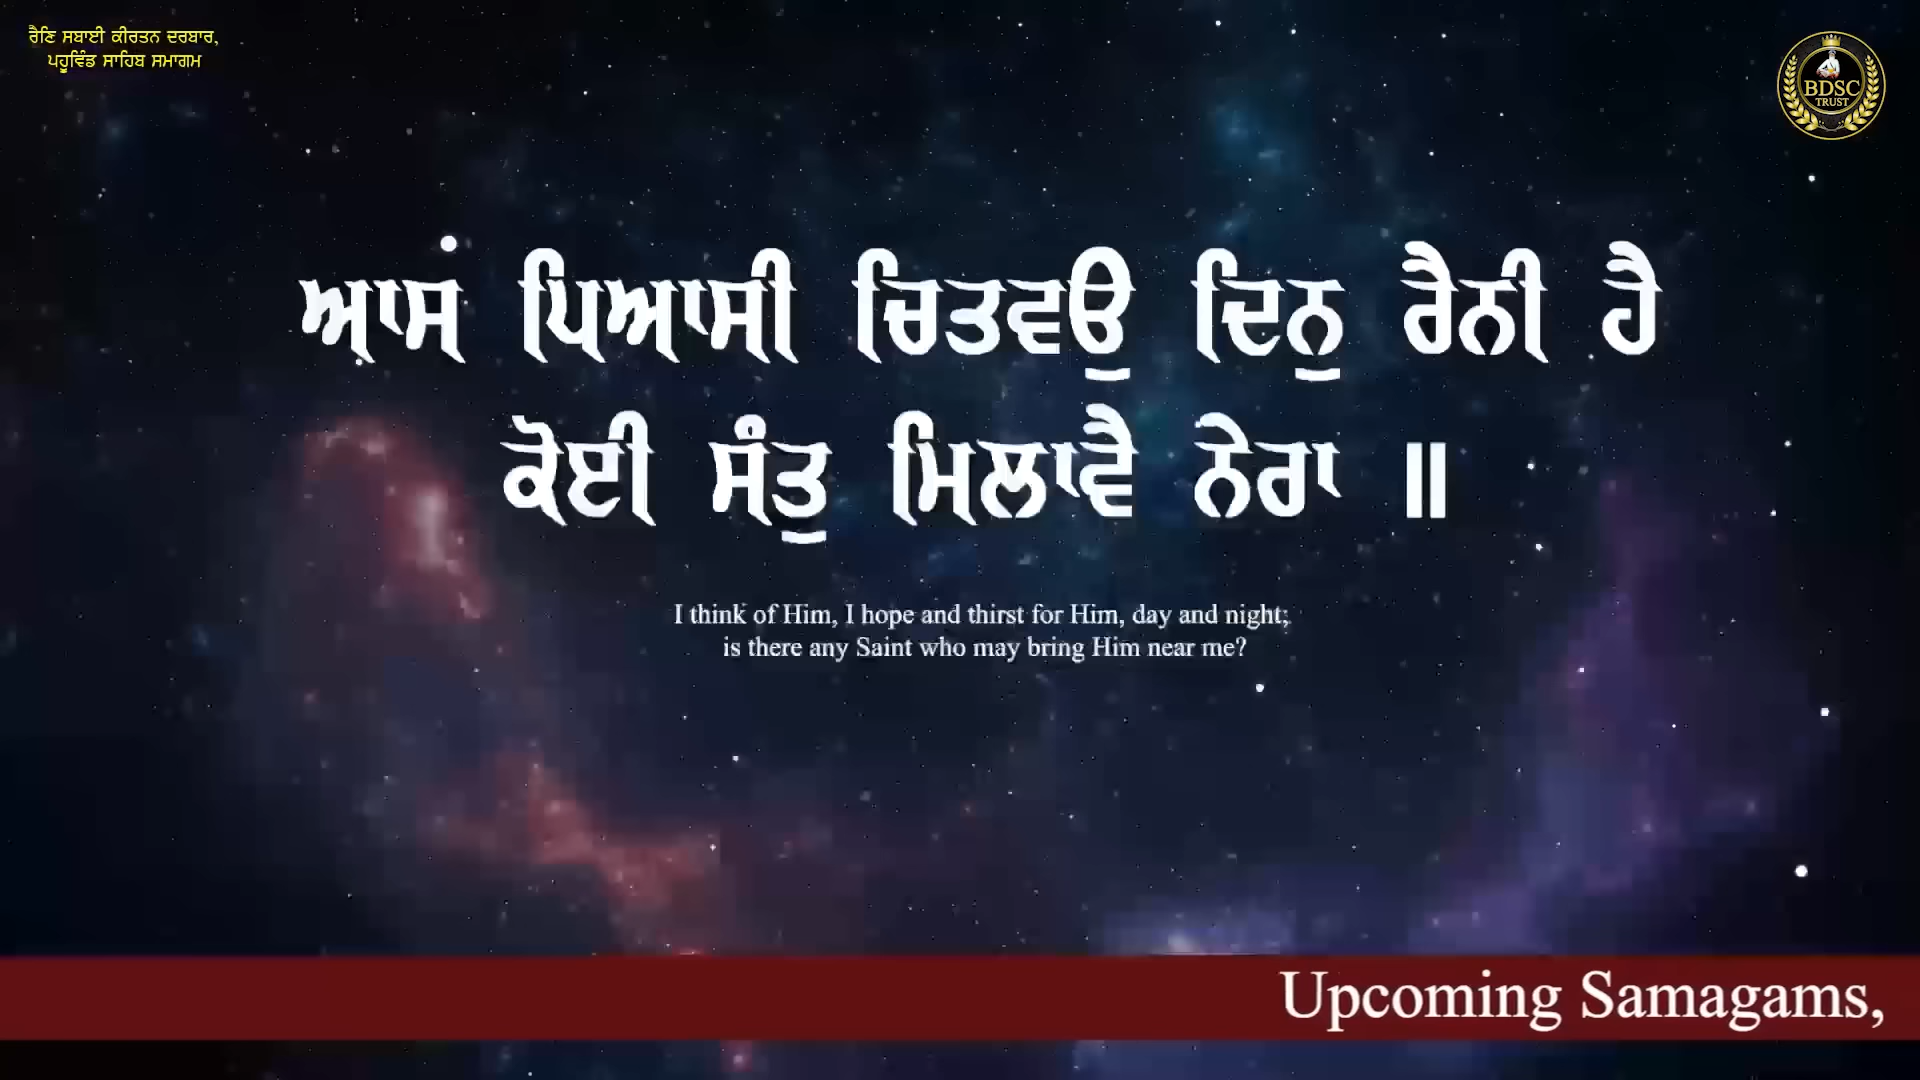 ਰੈਣਿ ਸਬਾਈ ਕੀਰਤਨ ਦਰਬਾਰ,
ਪਹੂਵਿੰਡ ਸਾਹਿਬ ਸਮਾਗਮ
BDSC
TRUST
ਆਸ ਪਿਆਸੀ ਚਿਤਵਉ ਦਿਨੁ ਰੈਨੀ ਹੈ
ਕੋਈ ਸੰਤੁ ਮਿਲਾਵੈ ਨੇਰਾ ॥
I think of Him, I hope and thirst for Him, day and night;
is there any Saint who may bring Him near me?
Upcoming Samagams,